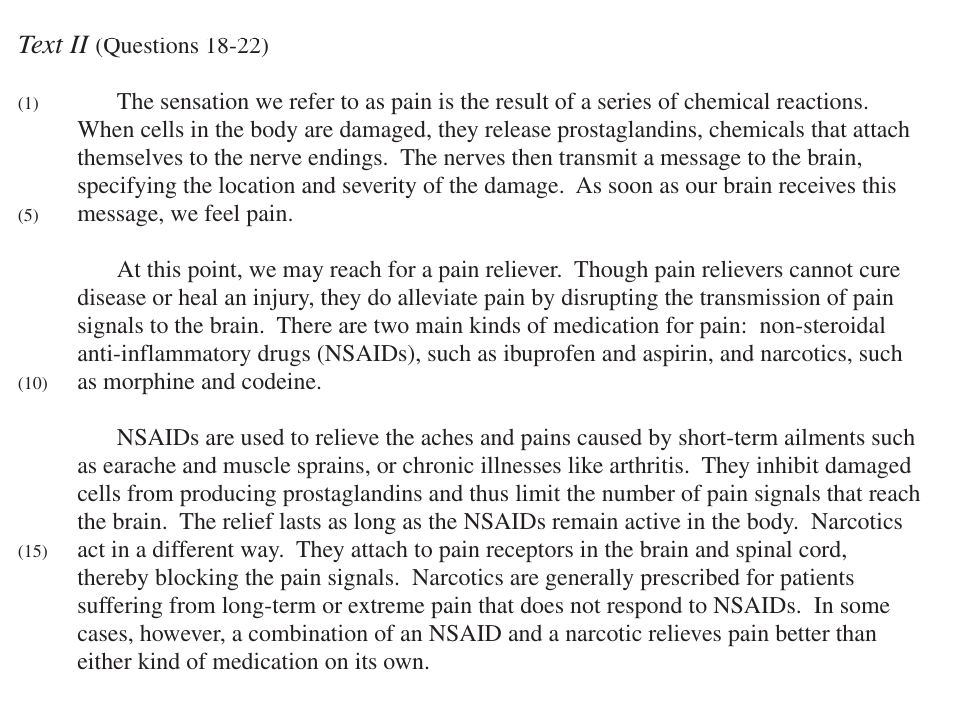 Text II (Questions 18-22)
(1) The sensation we refer to as pain is the result of a series of chemical reactions.
When cells in the body are damaged, they release prostaglandins, chemicals that attach
themselves to the nerve endings. The nerves then transmit a message to the brain,
specifying the location and severity of the damage. As soon as our brain receives this
(5) message, we feel pain.
At this point, we may reach for a pain reliever. Though pain relievers cannot cure
disease or heal an injury, they do alleviate pain by disrupting the transmission of pain
signals to the brain. There are two main kinds of medication for pain: non-steroidal
anti-inflammatory drugs (NSAIDs), such as ibuprofen and aspirin, and narcotics, such
(10) as morphine and codeine.
NSAIDs are used to relieve the aches and pains caused by short-term ailments such
as earache and muscle sprains, or chronic illnesses like arthritis. They inhibit damaged
cells from producing prostaglandins and thus limit the number of pain signals that reach
the brain. The relief lasts as long as the NSAIDs remain active in the body. Narcotics
(15) act in a different way. They attach to pain receptors in the brain and spinal cord,
thereby blocking the pain signals. Narcotics are generally prescribed for patients
suffering from long-term or extreme pain that does not respond to NSAIDs. In some
cases, however, a combination of an NSAID and a narcotic relieves pain better than
either kind of medication on its own.